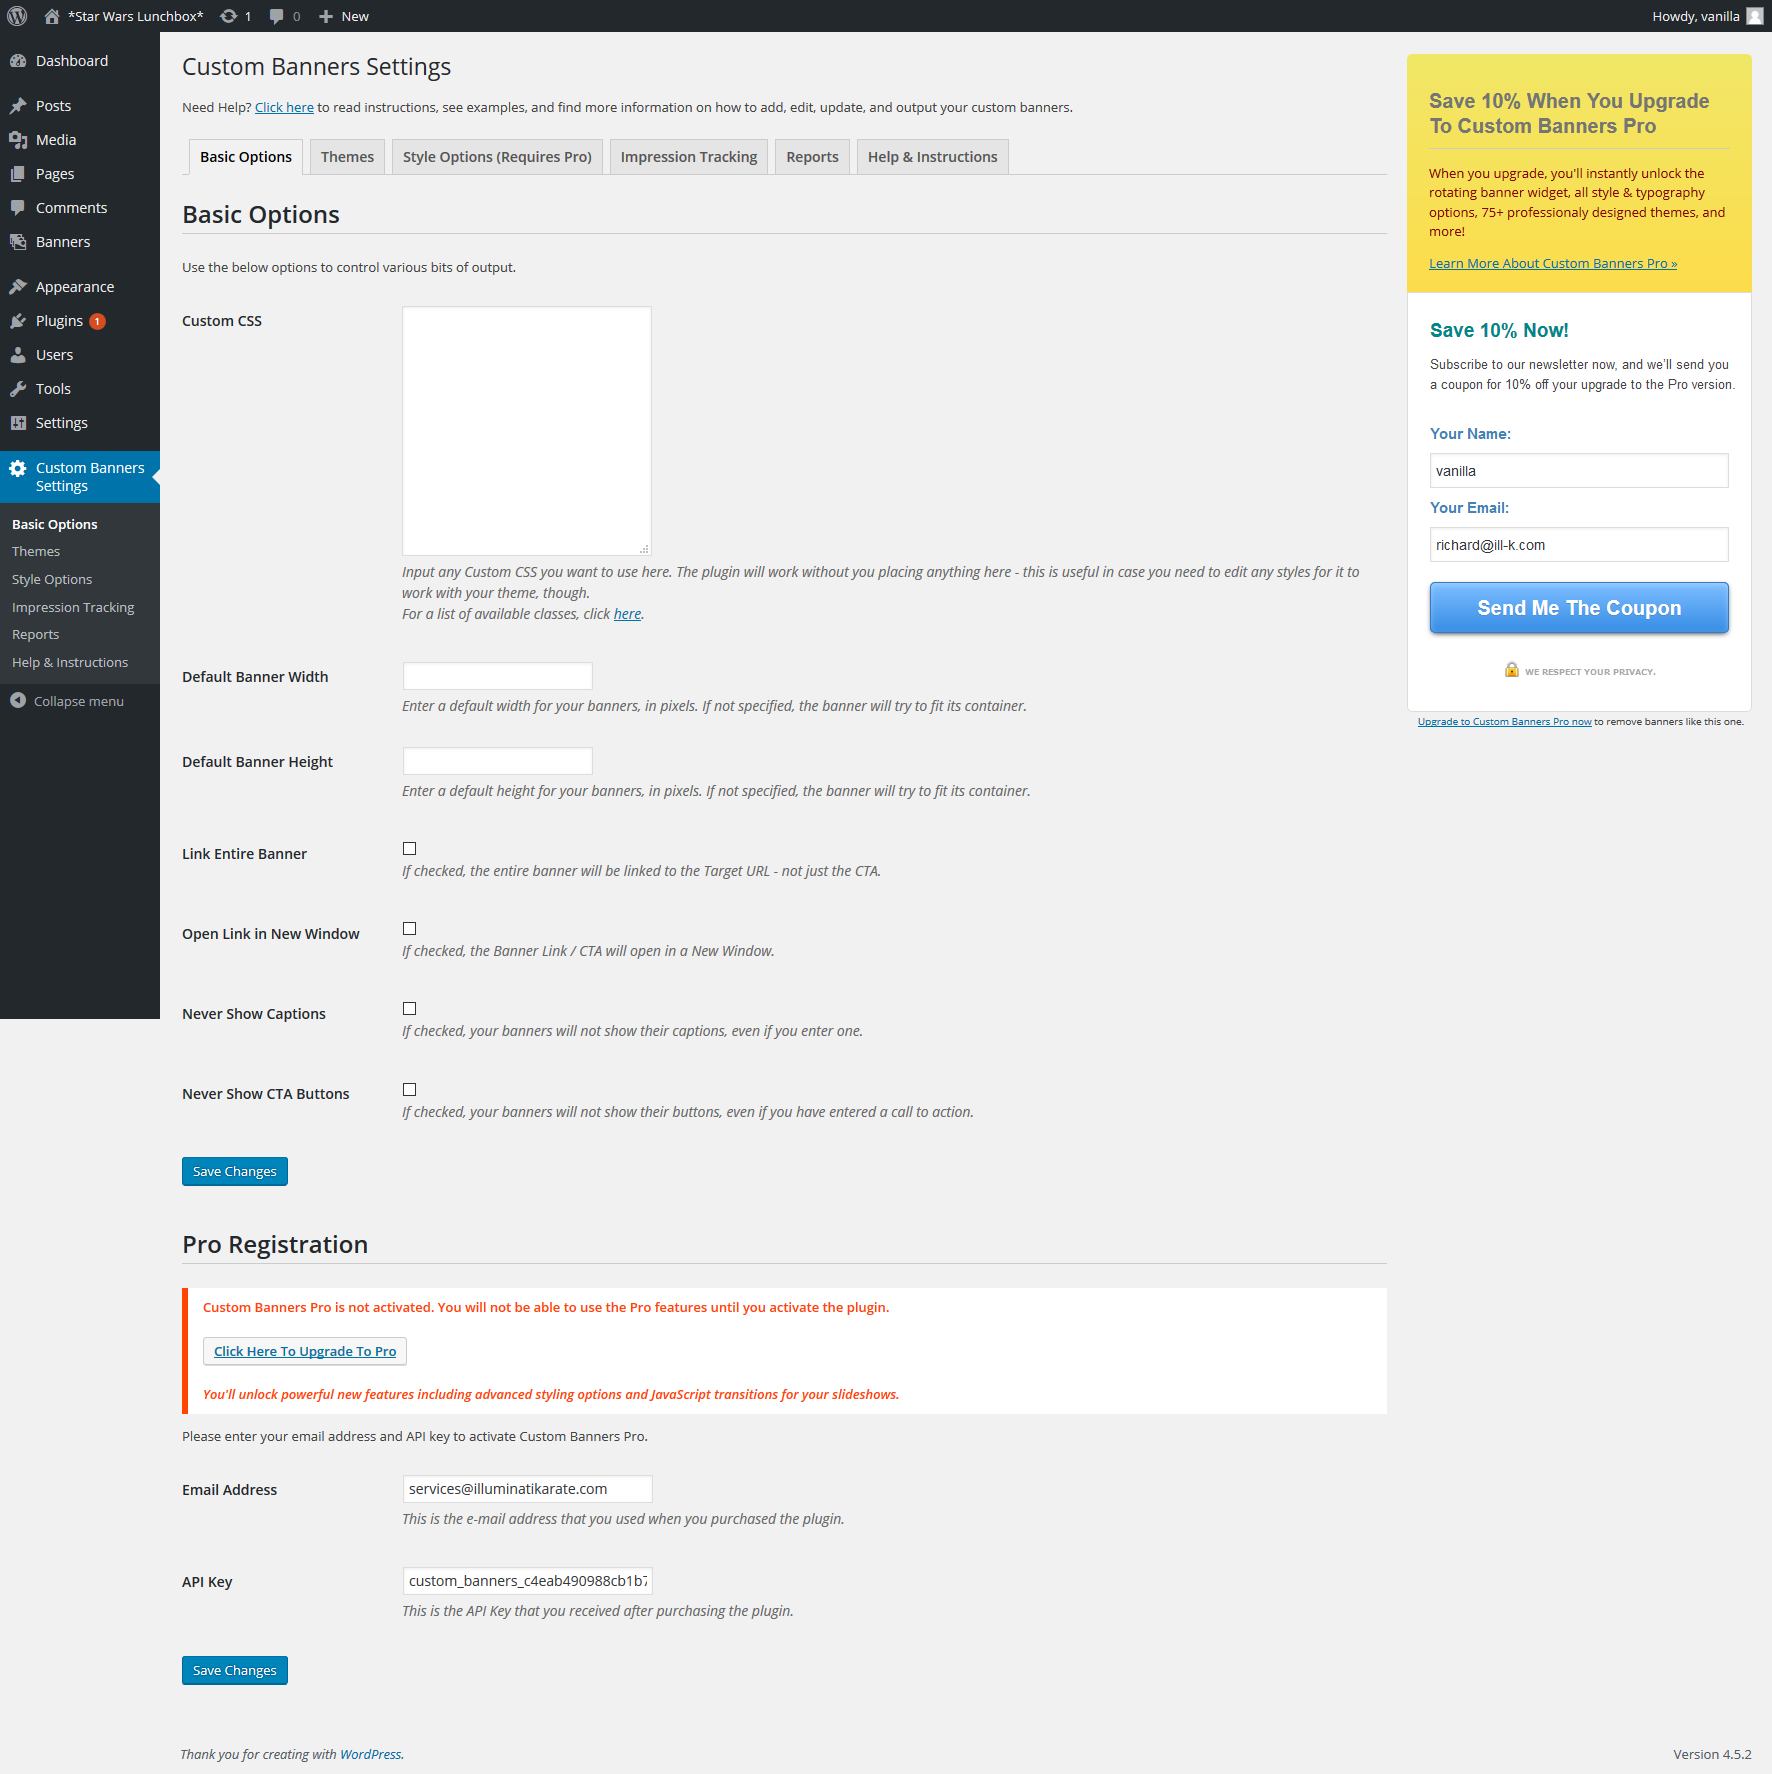 *Star Wars Lunchbox* 1 0 New Howdy, vanilla
Dashboard
Posts
Media
Pages
Comments
Banners
Appearance
Plugins 1
Users
Tools
Settings
Custom Banners
Settings
Basic Options
Themes
Style Options
Impression Tracking
Reports
Help & Instructions
Collapse menu
Custom Banners Settings
Need Help? Click here to read instructions, see examples, and find more information on how to add, edit, update, and output your custom banners.
Basic Options Themes Style Options (Requires Pro) Impression Tracking Reports Help & Instructions
Basic Options
Use the below options to control various bits of output.
Custom CSS
Input any Custom CSS you want to use here. The plugin will work without you placing anything here - this is useful in case you need to edit any styles for it to
work with your theme, though.
For a list of available classes, click here.
Default Banner Width
Enter a default width for your banners, in pixels. If not specified, the banner will try to fit its container.
Default Banner Height
Enter a default height for your banners, in pixels. If not specified, the banner will try to fit its container.
Link Entire Banner
If checked, the entire banner will be linked to the Target URL - not just the CTA.
Open Link in New Window
If checked, the Banner Link / CTA will open in a New Window.
Never Show Captions
If checked, your banners will not show their captions, even if you enter one.
Never Show CTA Buttons
If checked, your banners will not show their buttons, even if you have entered a call to action.
Save Changes
Pro Registration
Custom Banners Pro is not activated. You will not be able to use the Pro features until you activate the plugin.
Click Here To Upgrade To Pro
You'll unlock powerful new features including advanced styling options and JavaScript transitions for your slideshows.
Please enter your email address and API key to activate Custom Banners Pro.
Email Address
services@illuminatikarate.com
This is the e-mail address that you used when you purchased the plugin.
API Key
custom_banners_c4eab490988cb1b7
This is the API Key that you received after purchasing the plugin.
Save Changes
Save 10% When You Upgrade
To Custom Banners Pro
When you upgrade, you'll instantly unlock the
rotating banner widget, all style & typography
options, 75+ professionaly designed themes, and
more!
Learn More About Custom Banners Pro »
Save 10% Now!
Subscribe to our newsletter now, and we'll send you
a coupon for 10% off your upgrade to the Pro version.
Your Name:
vanilla
Your Email:
richard@ill-k.com
Send Me The Coupon
WE RESPECT YOUR PRIVACY.
Upgrade to Custom Banners Pro now to remove banners like this one.
Thank you for creating with WordPress. Version 4.5.2